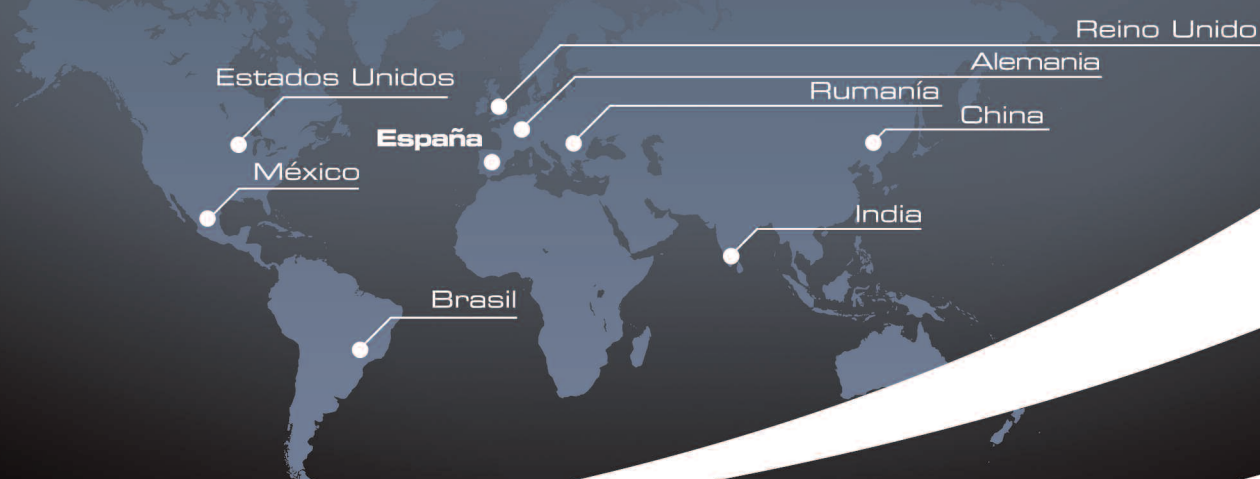 Reino Unido
Alemania
Estados Unidos
Rumanía
China
España
México
India
Brasil